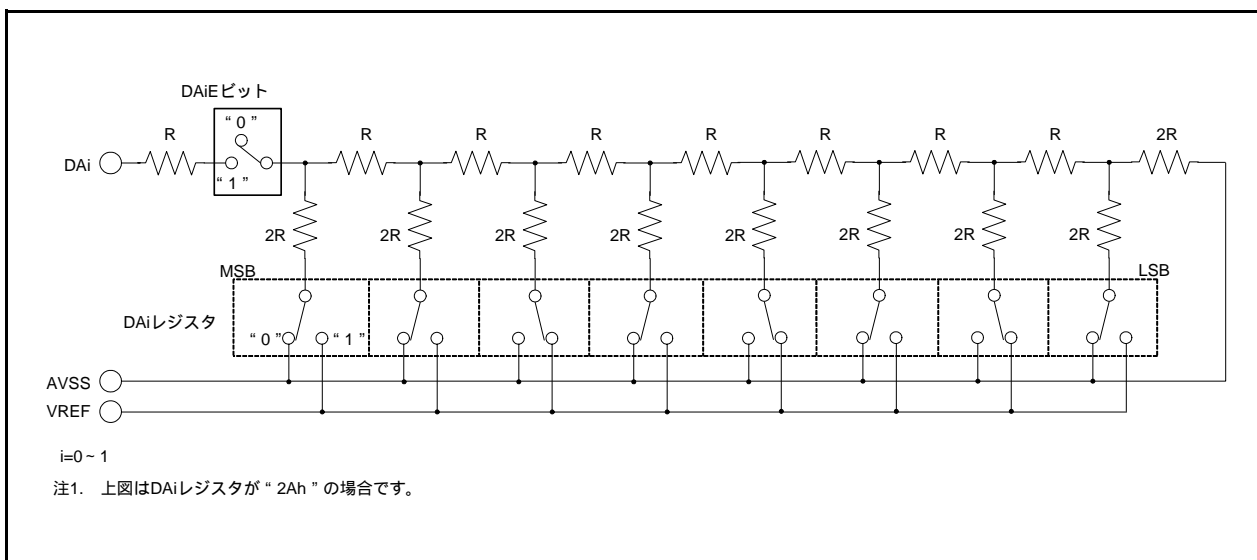 DAiEビット
“ 0 ”
“ 1 ”
DAi
R R R R R R R R 2R
2R 2R 2R 2R 2R 2R 2R 2R
MSB LSB
DAiレジスタ
“ 0 ” “ 1 ”
AVSS
VREF
i=0~1
注1. 上図はDAiレジスタが“ 2Ah ”の場合です。